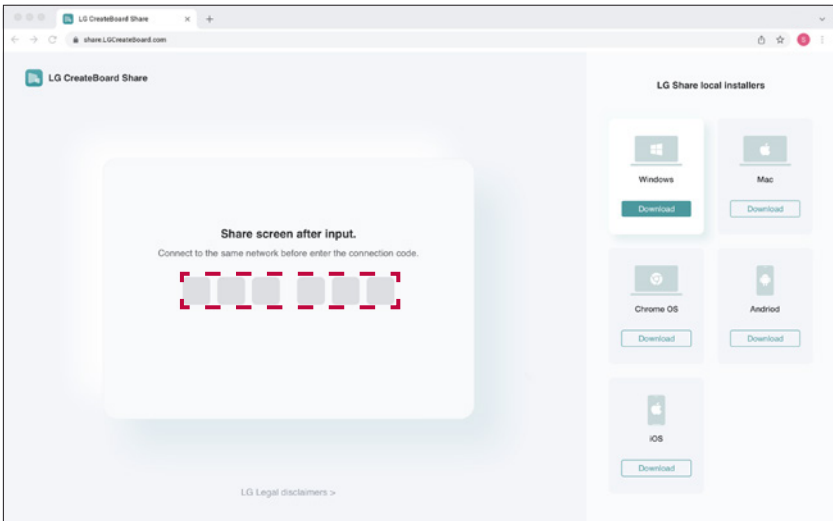 LG CreateBoard Share
share.LGCreateboard.com
S
LG CreateBoard Share
Share screen after input.
Connect to the same network before enter the connection code.
LG Legal disclaimers >
LG Share local installers
Windows
Download
Mac
Download
Chrome OS
Download
Andriod
Download
iOS
Download